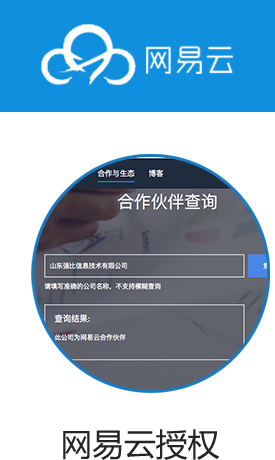 网易云
合作与生态 博客
合作伙伴查询
山东强比信息技术有限公司
请填写准确的公司名称，不支持模糊查询
查询结果:
此公司为网易云合作伙伴
网易云授权